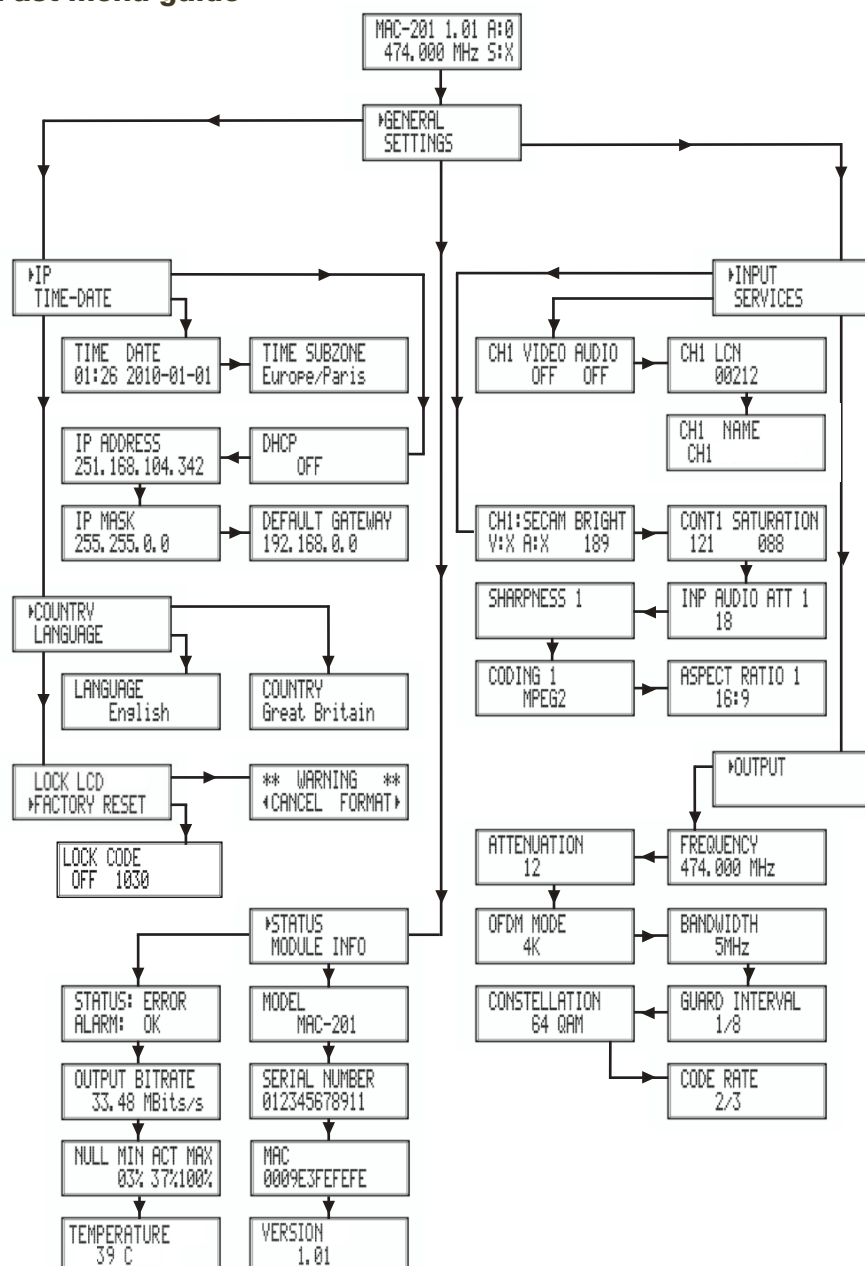 MAC-201 1.01 A:0
474.000 MHz S:X
GENERAL
SETTINGS
IP
TIME-DATE
TIME DATE
01:26 2010-01-01
TIME SUBZONE
Europe/Paris
IP ADDRESS
251.168.104.342
DHCP
OFF
IP MASK
255.255.0.0
DEFAULT GATEWAY
192.168.0.0
COUNTRY
LANGUAGE
LANGUAGE
English
COUNTRY
Great Britain
LOCK LCD
FACTORY RESET
** WARNING **
CANCEL FORMAT
LOCK CODE
OFF 1030
STATUS
MODULE INFO
STATUS: ERROR
ALARM: OK
MODEL
MAC-201
OUTPUT BITRATE
33.48 MBits/s
SERIAL NUMBER
012345678911
NULL MIN ACT MAX
03% 37%100%
MAC
0009E3FEFEFE
TEMPERATURE
39 C
VERSION
1.01
INPUT
SERVICES
CH1 VIDEO AUDIO
OFF OFF
CH1 LCN
00212
CH1 NAME
CH1
CH1:SECAM BRIGHT
V:X A:X 189
CONT1 SATURATION
121 088
SHARPNESS 1
INP AUDIO ATT 1
18
CODING 1
MPEG2
ASPECT RATIO 1
16:9
OUTPUT
ATTENUATION
12
FREQUENCY
474.000 MHz
OFDM MODE
4K
BANDWIDTH
5MHz
CONSTELLATION
64 QAM
GUARD INTERVAL
1/8
CODE RATE
2/3